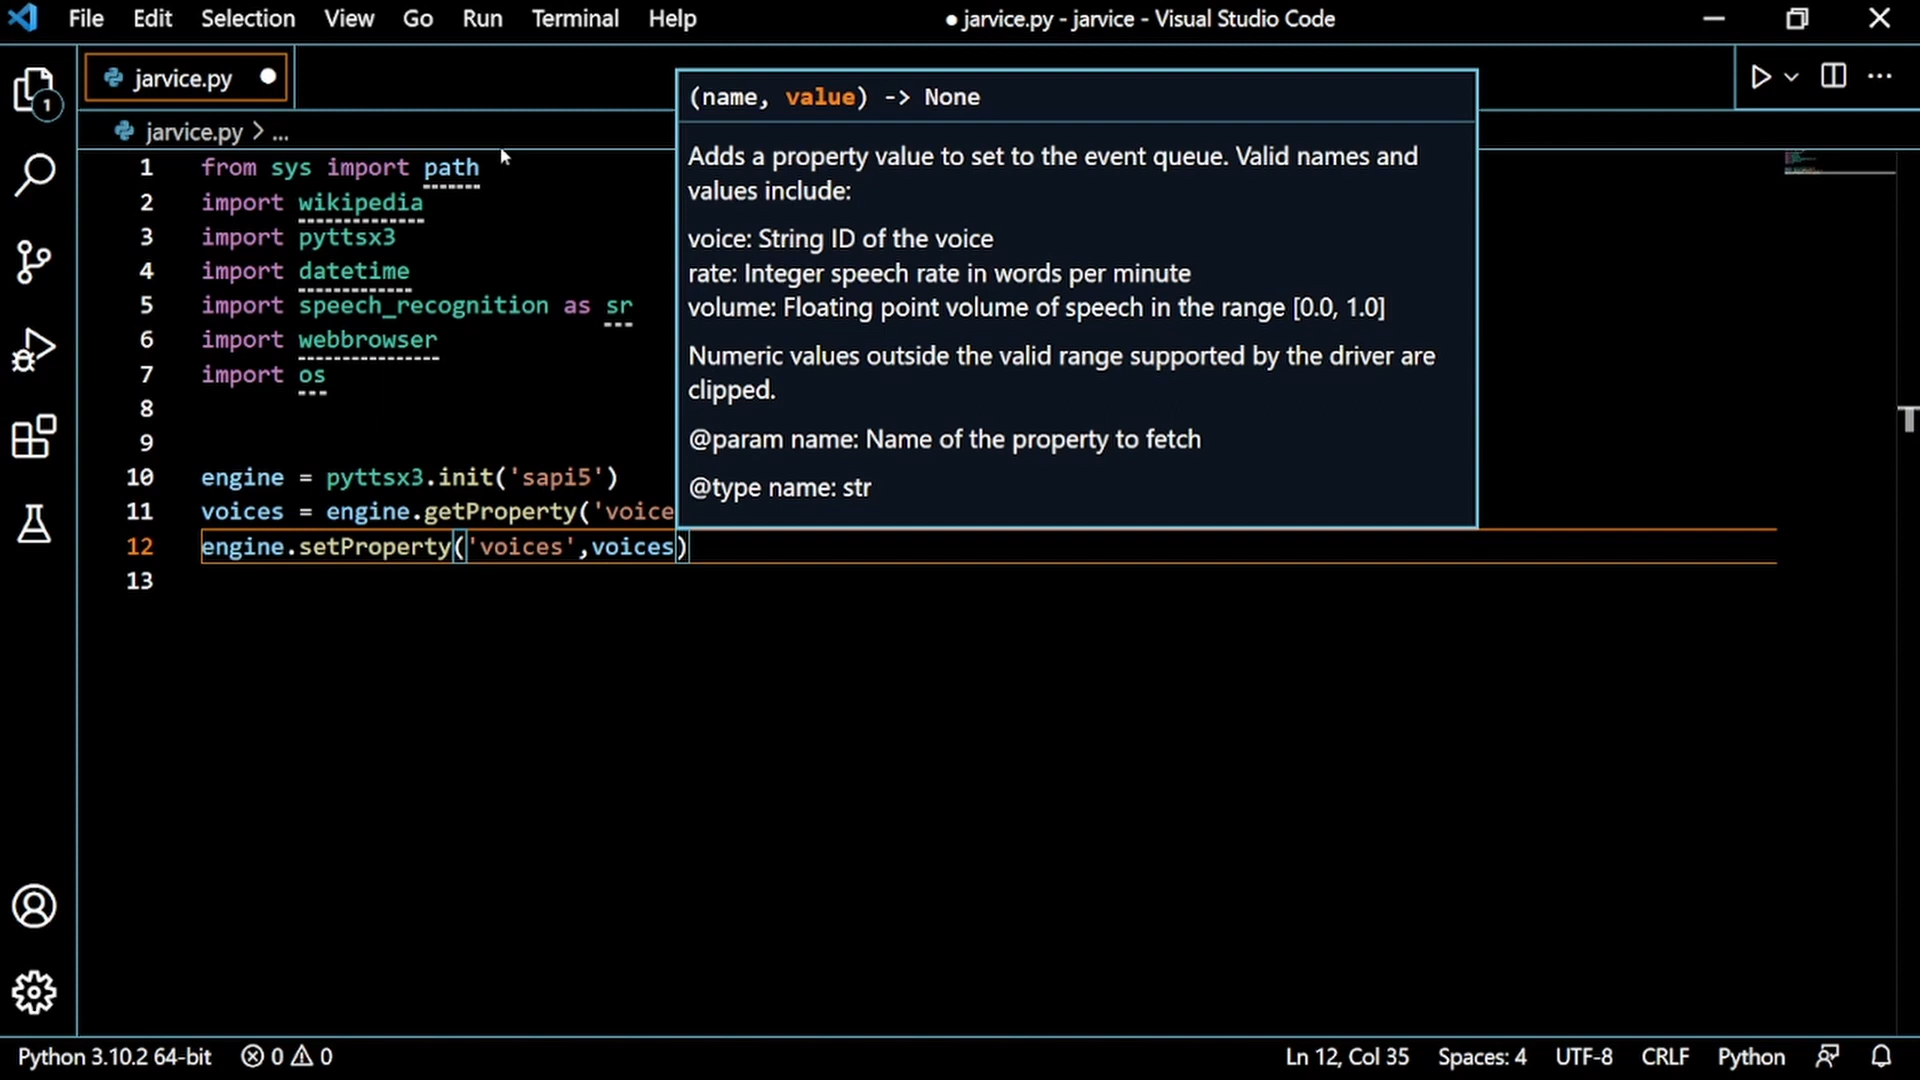 File Edit Selection View Go Run Terminal Help ● jarvice.py - jarvice - Visual Studio Code
jarvice.py
jarvice.py > ...
1
1 from sys import path
2 import wikipedia
3 import pyttsx3
4 import datetime
5 import speech_recognition as sr
6 import webbrowser
7 import os
8
9
10 engine = pyttsx3.init('sapi5')
11 voices = engine.getProperty('voice
12 engine.setProperty('voices',voices)
13
(name, value) -> None
Adds a property value to set to the event queue. Valid names and
values include:
voice: String ID of the voice
rate: Integer speech rate in words per minute
volume: Floating point volume of speech in the range [0.0, 1.0]
Numeric values outside the valid range supported by the driver are
clipped.
@param name: Name of the property to fetch
@type name: str
T
Python 3.10.2 64-bit 0 0 Ln 12, Col 35 Spaces: 4 UTF-8 CRLF Python